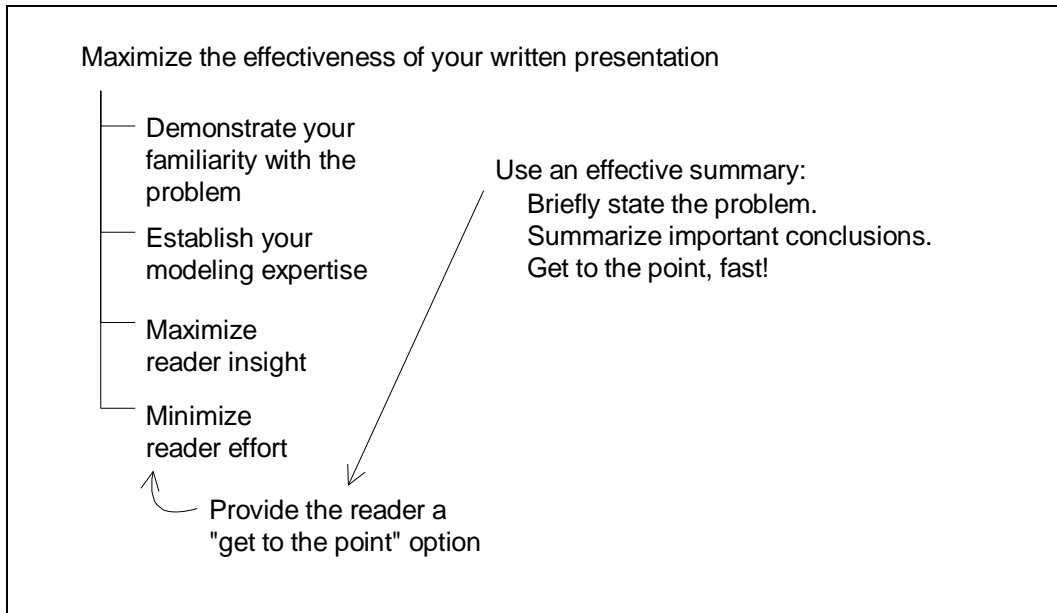 Maximize the effectiveness of your written presentation
Demonstrate your
familiarity with the
problem
Establish your
modeling expertise
Maximize
reader insight
Minimize
reader effort
Provide the reader a
"get to the point" option
Use an effective summary:
Briefly state the problem.
Summarize important conclusions.
Get to the point, fast!